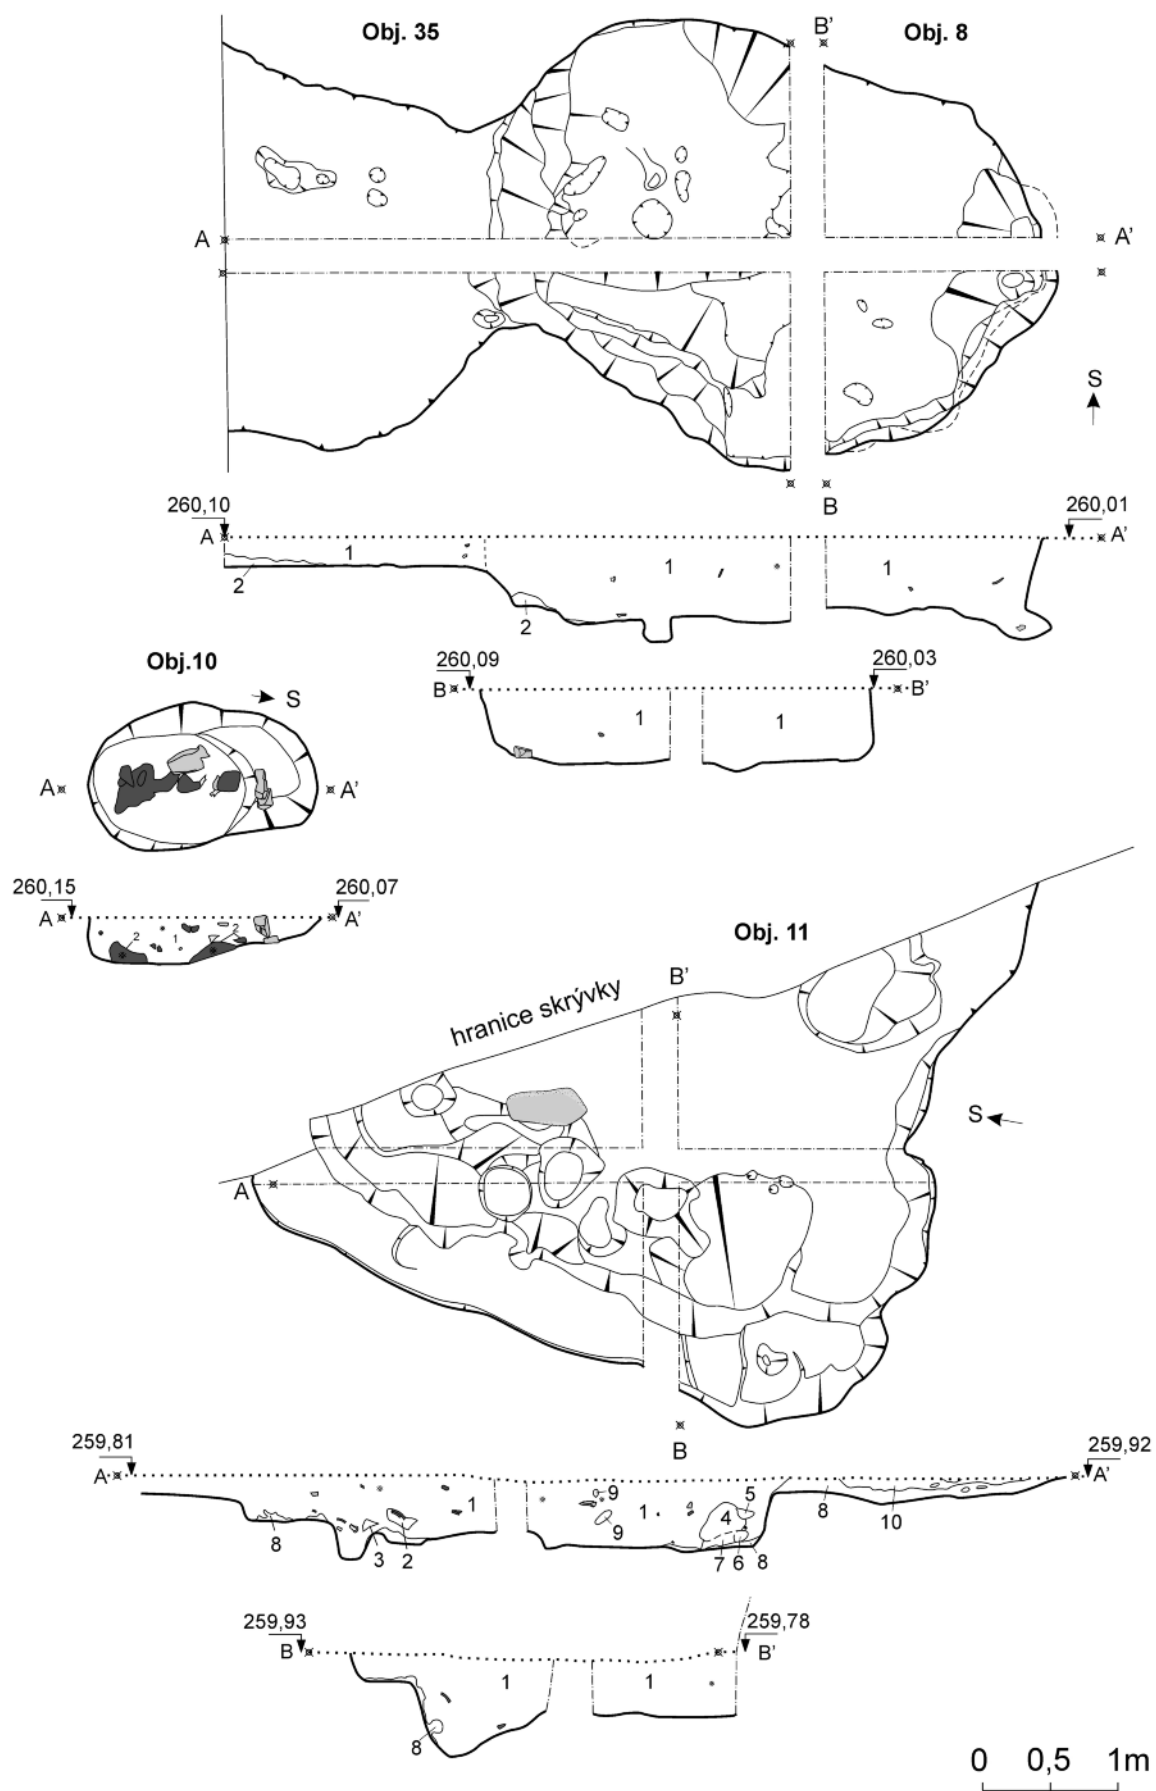 Obj. 35
B’
Obj. 8
A
A’
S
B
260,10
260,01
A
1
1
1
A’
2
2
Obj.10
260,09
260,03
S
B
B’
1
1
A
A’
260,15
260,07
A
2
1
2
A’
Obj. 11
B’
hranice skrývky
S
A
B
259,81
259,92
A
A’
1
9
1
5
4
8
10
9
8
3
2
7
6
8
259,93
259,78
B
B’
1
1
8
0
0,5
1m